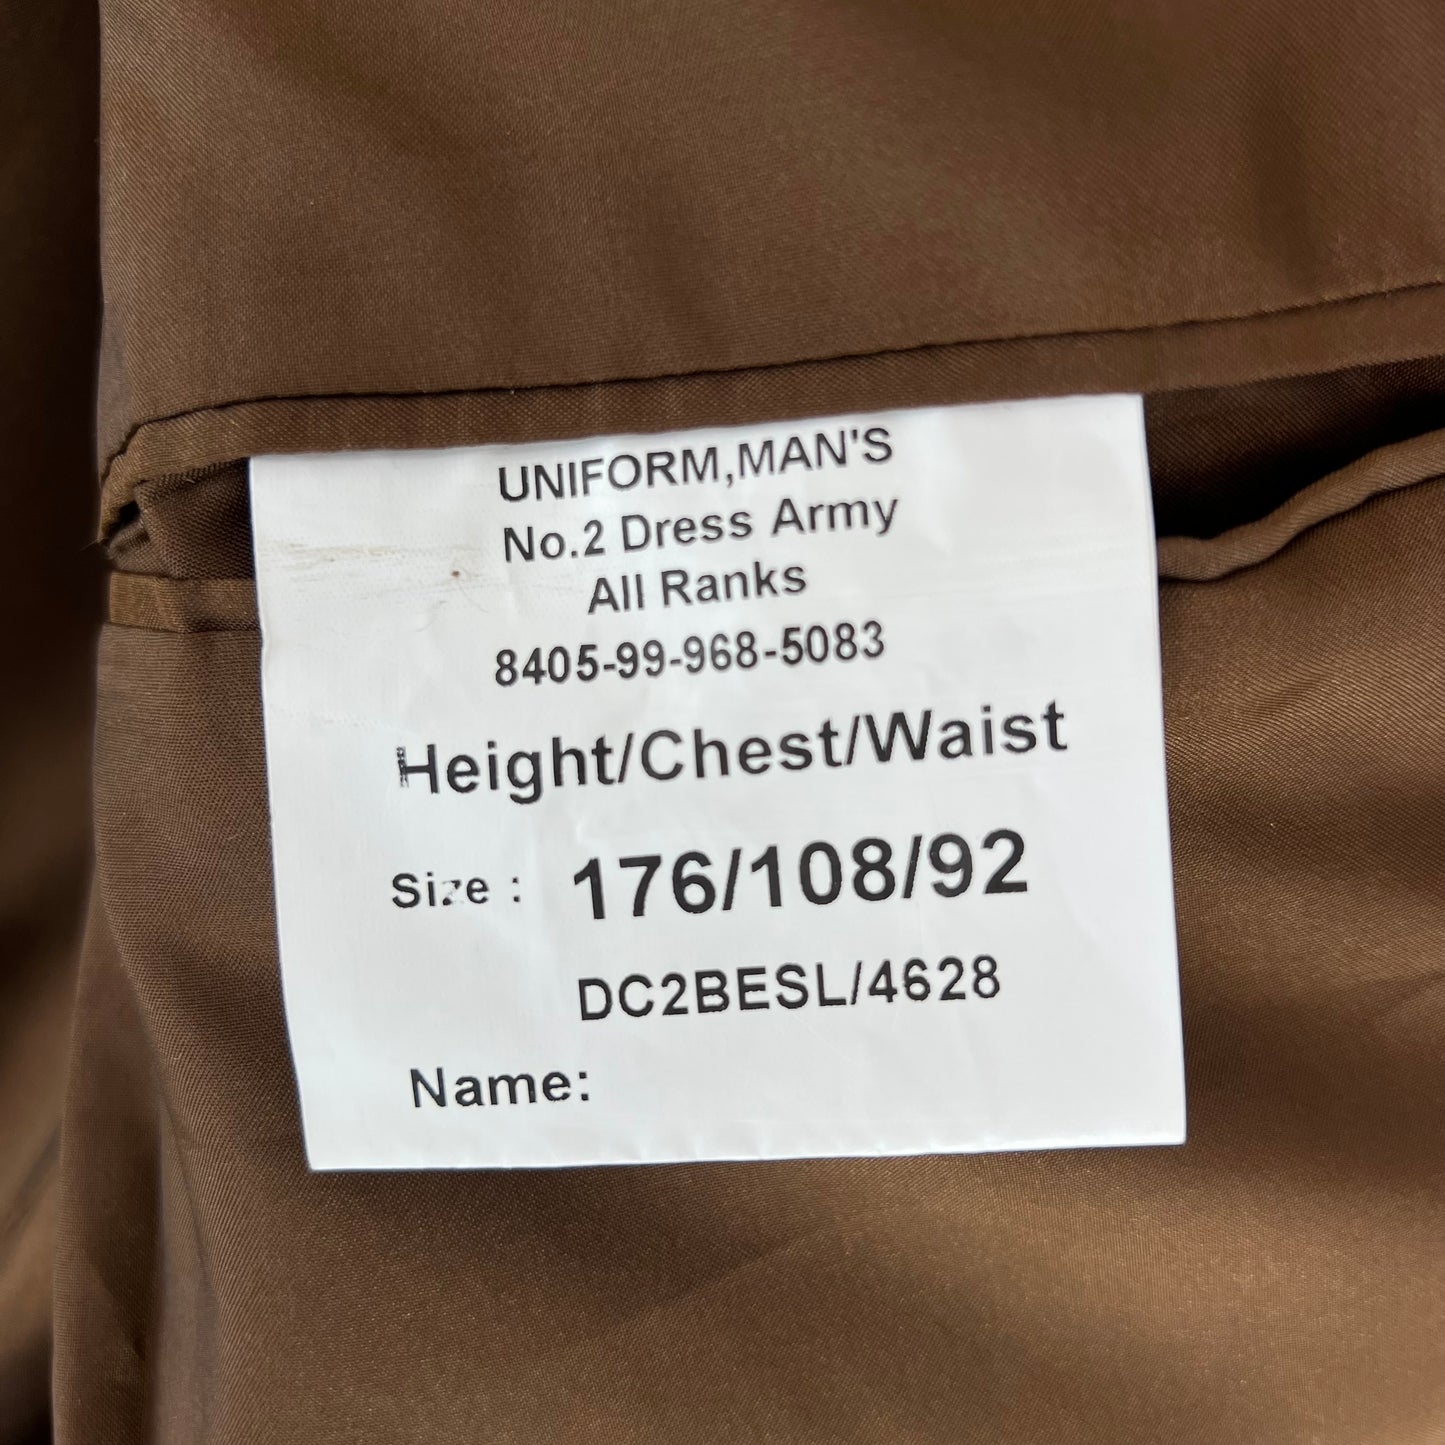 UNIFORM,MAN'S
No.2 Dress Army
All Ranks
8405-99-968-5083
Height/Chest/Waist
Size : 176/108/92
DC2BESL/4628
Name: